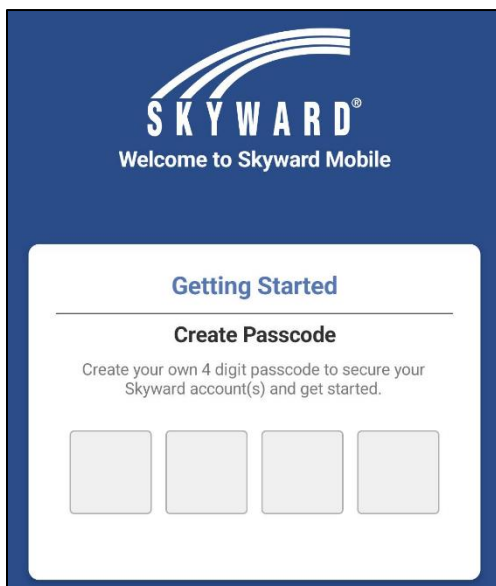 SKYWARD®
Welcome to Skyward Mobile
Getting Started
Create Passcode
Create your own 4 digit passcode to secure your
Skyward account(s) and get started.